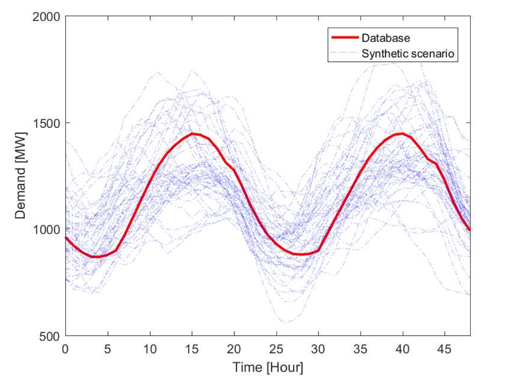 2000
Database
Synthetic scenario
1500
Demand [MW]
1000
500
0 5 10 15 20 25 30 35 40 45
Time [Hour]